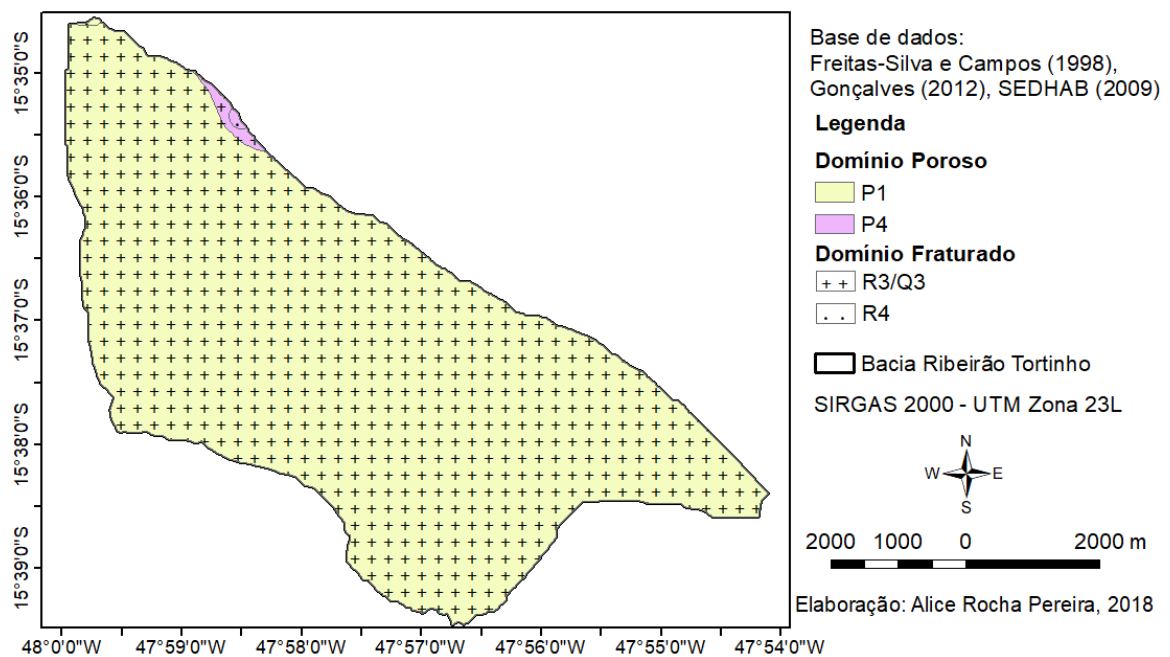 Base de dados:
Freitas-Silva e Campos (1998),
Gonçalves (2012), SEDHAB (2009)
Legenda
Domínio Poroso
P1
P4
Domínio Fraturado
R3/Q3
R4
Bacia Ribeirão Tortinho
SIRGAS 2000 - UTM Zona 23L
N
W E
S
2000 1000 0 2000 m
Elaboração: Alice Rocha Pereira, 2018
15°35'0"S
15°36'0"S
15°37'0"S
15°38'0"S
15°39'0"S
48°0'0"W 47°59'0"W 47°58'0"W 47°57'0"W 47°56'0"W 47°55'0"W 47°54'0"W